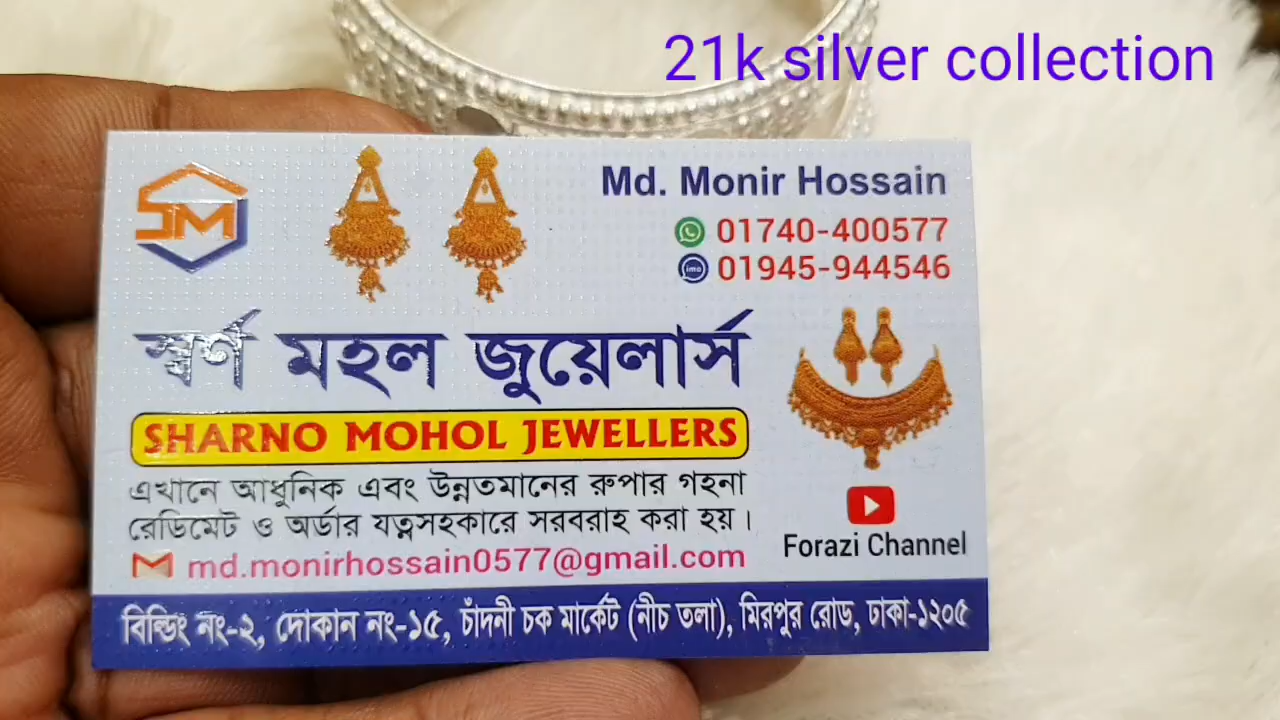 21k silver collection
SM
Md. Monir Hossain
01740-400577
imo 01945-944546
স্বর্ণ মহল জুয়েলার্স
SHARNO MOHOL JEWELLERS
এখানে আধুনিক এবং উন্নতমানের রুপার গহনা
রেডিমেট ও অর্ডার যত্নসহকারে সরবরাহ করা হয়।
md.monirhossain0577@gmail.com
Forazi Channel
বিল্ডিং নং-২, দোকান নং-১৫, চাঁদনী চক মার্কেট (নীচ তলা), মিরপুর রোড, ঢাকা-১২০৫